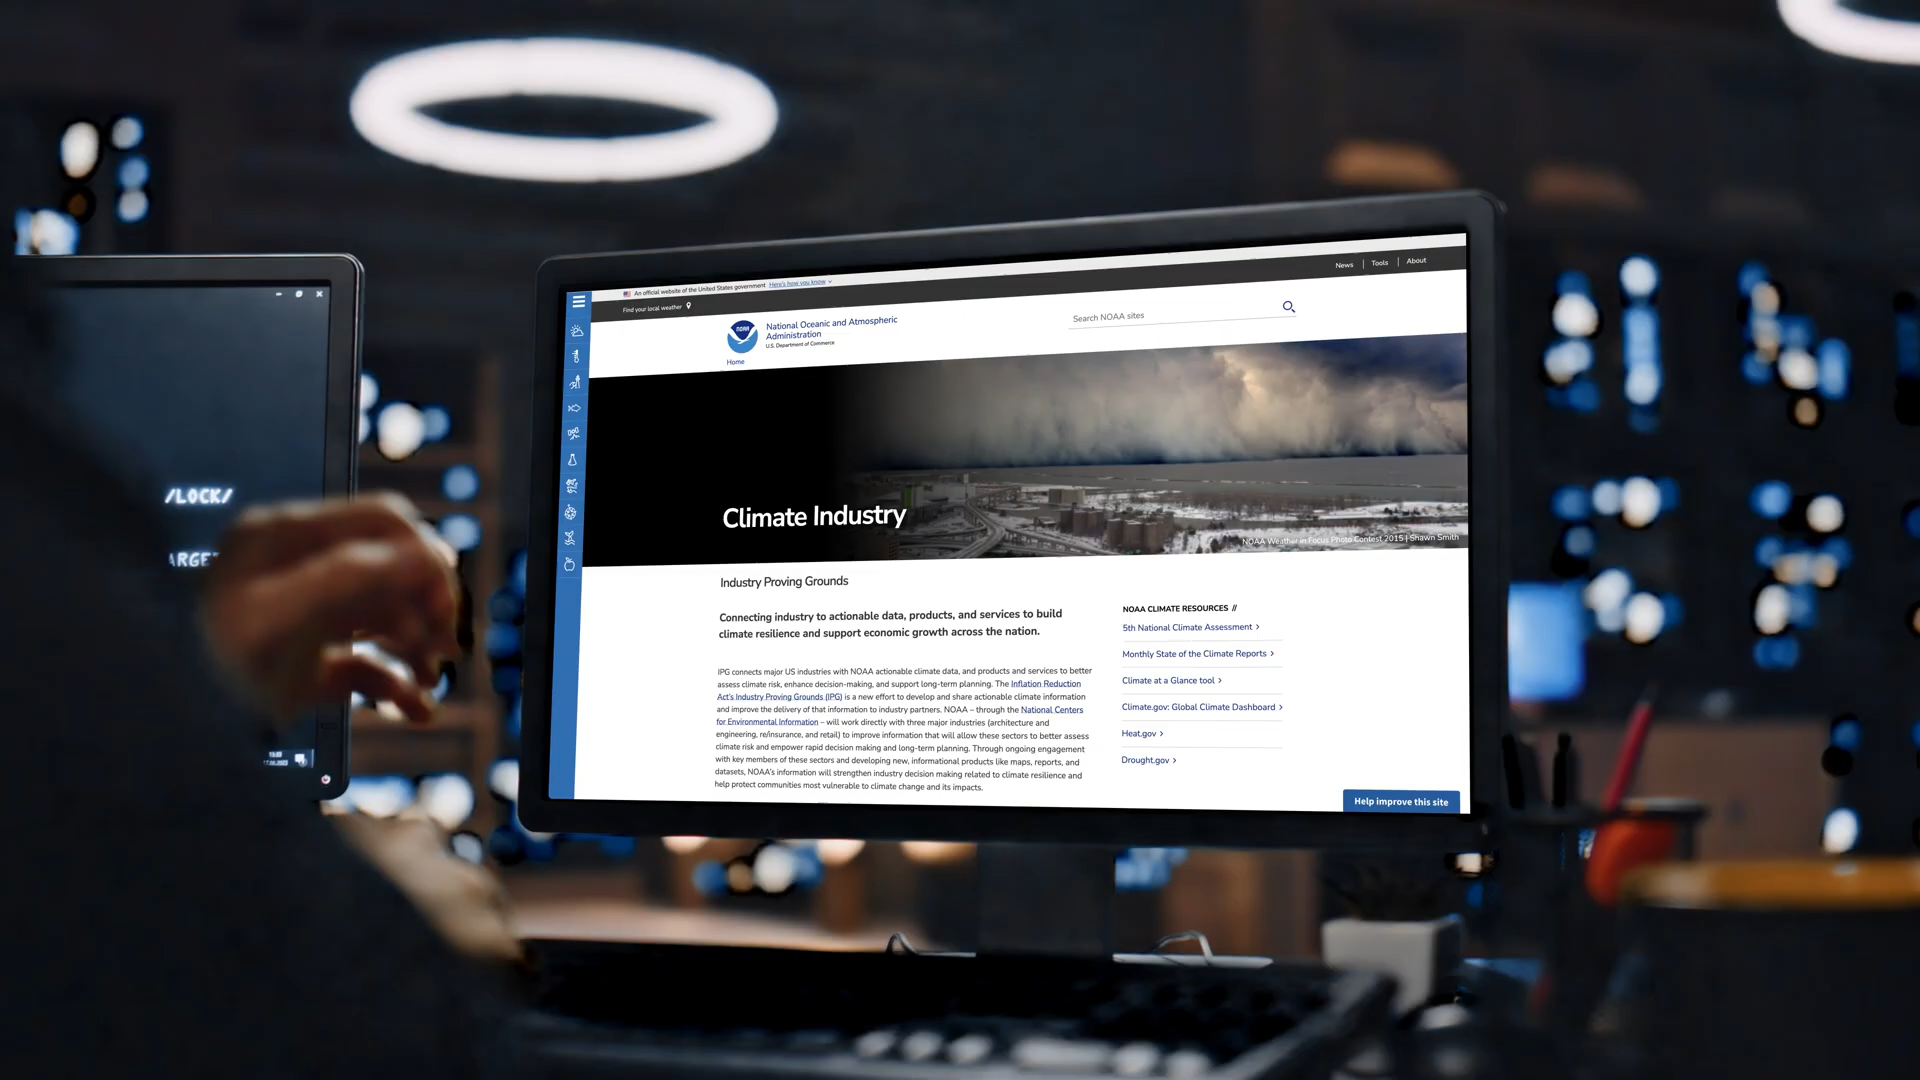 An official website of the United States government Here's how you know
Find your local weather
News | Tools | About
NOAA
National Oceanic and Atmospheric
Administration
U.S. Department of Commerce
Search NOAA sites
Home
Climate Industry
NOAA Weather in Focus Photo Contest 2015 | Shawn Smith
Industry Proving Grounds
Connecting industry to actionable data, products, and services to build
climate resilience and support economic growth across the nation.
IPG connects major US industries with NOAA actionable climate data, and products and services to better
assess climate risk, enhance decision-making, and support long-term planning. The Inflation Reduction
Act's Industry Proving Grounds (IPG) is a new effort to develop and share actionable climate information
and improve the delivery of that information to industry partners. NOAA – through the National Centers
for Environmental Information – will work directly with three major industries (architecture and
engineering, re/insurance, and retail) to improve information that will allow these sectors to better assess
climate risk and empower rapid decision making and long-term planning. Through ongoing engagement
with key members of these sectors and developing new, informational products like maps, reports, and
datasets, NOAA's information will strengthen industry decision making related to climate resilience and
help protect communities most vulnerable to climate change and its impacts.
NOAA CLIMATE RESOURCES //
5th National Climate Assessment >
Monthly State of the Climate Reports >
Climate at a Glance tool >
Climate.gov: Global Climate Dashboard >
Heat.gov >
Drought.gov >
Help improve this site
/LOCK/
ARGE